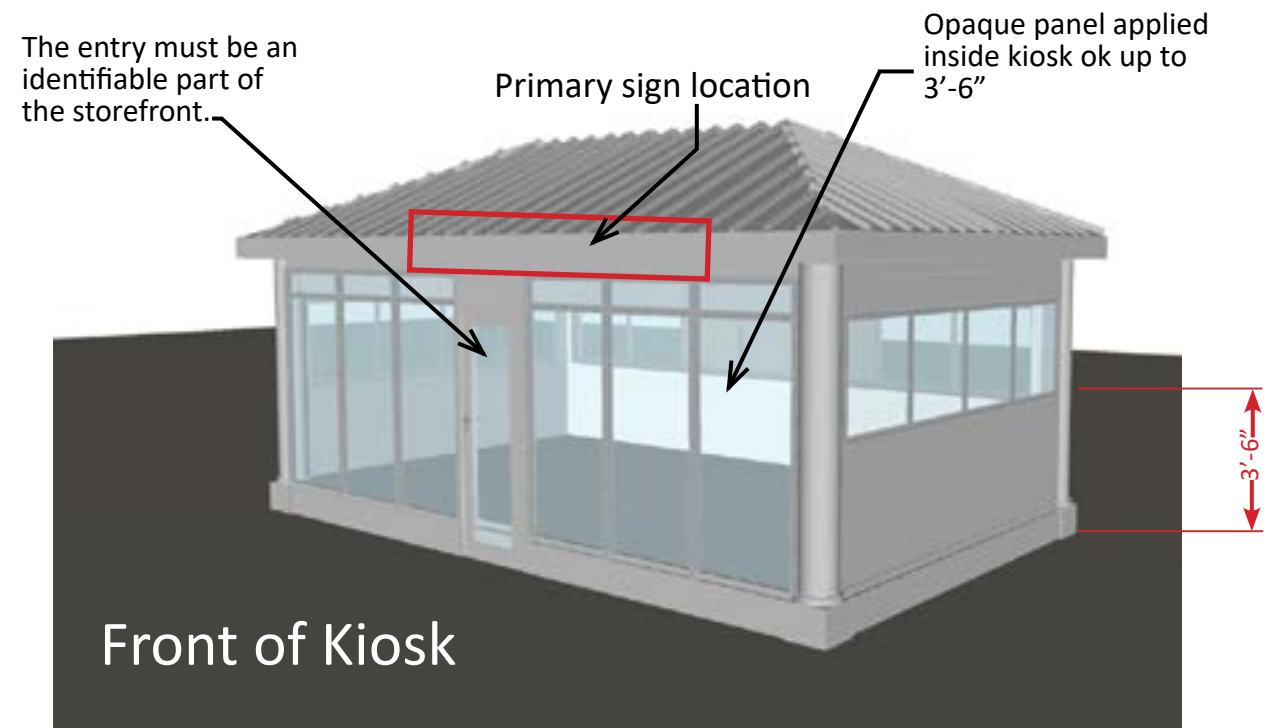 The entry must be an
identifiable part of
the storefront.
Primary sign location
Opaque panel applied
inside kiosk ok up to
3’-6”
3’-6”
Front of Kiosk